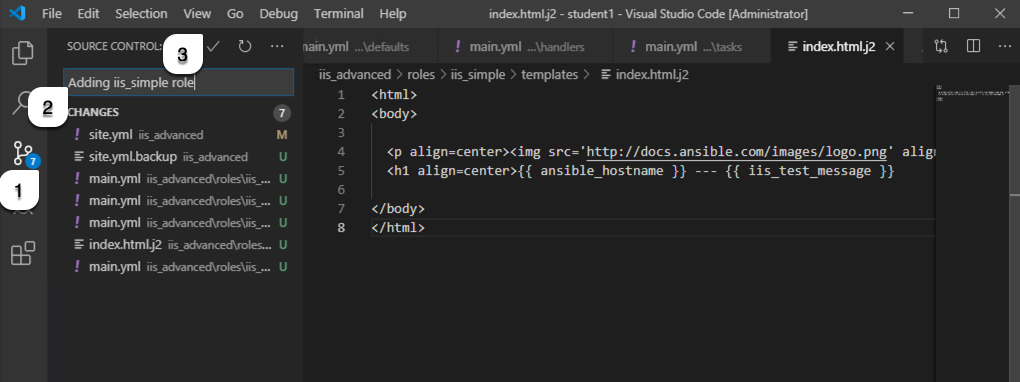 File Edit Selection View Go Debug Terminal Help index.html.j2 - student1 - Visual Studio Code [Administrator]
SOURCE CONTROL:
3
main.yml ...\defaults
! main.yml ...\handlers
! main.yml ...\tasks
index.html.j2
iis_advanced > roles > iis_simple > templates > index.html.j2
Adding iis_simple role
2
CHANGES 7
! site.yml iis_advanced M
site.yml.backup iis_advanced U
7
! main.yml iis_advanced\roles\iis_... U
1
! main.yml iis_advanced\roles\iis_... U
! main.yml iis_advanced\roles\iis_... U
index.html.j2 iis_advanced\roles... U
! main.yml iis_advanced\roles\iis_... U
1 <html>
2 <body>
3
4 <p align=center><img src='http://docs.ansible.com/images/logo.png' align
5 <h1 align=center>{{ ansible_hostname }} --- {{ iis_test_message }}
6
7 </body>
8 </html>